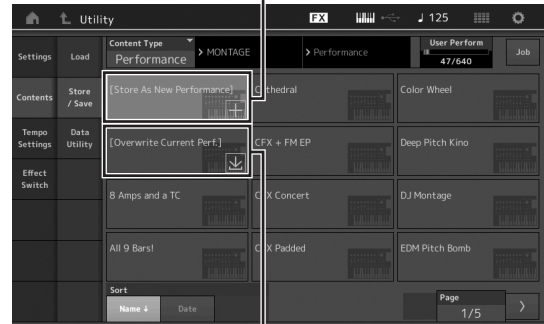 Utility
FX
♩ 125
Settings
Load
Content Type
Performance
> MONTAGE
> Performance
User Perform
47/640
Job
Contents
Store
/ Save
[Store As New Performance]
Color Wheel
Tempo
Settings
Data
Utility
[Overwrite Current Perf.]
CFX + FM EP
Deep Pitch Kino
Effect
Switch
8 Amps and a TC
Concert
DJ Montage
All 9 Bars!
Padded
EDM Pitch Bomb
Sort
Name ↓
Date
Page
1/5
>